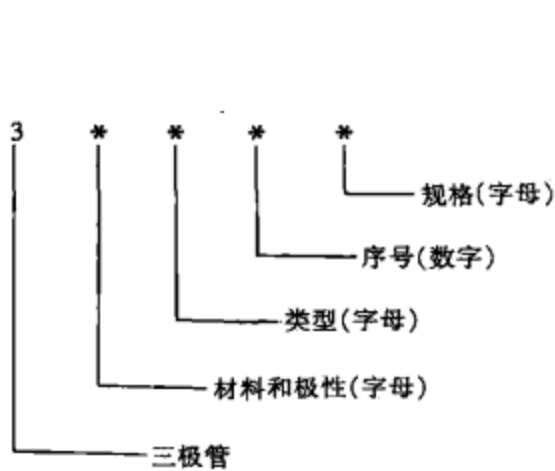 3 * * * *
规格(字母)
序号(数字)
类型(字母)
材料和极性(字母)
三极管